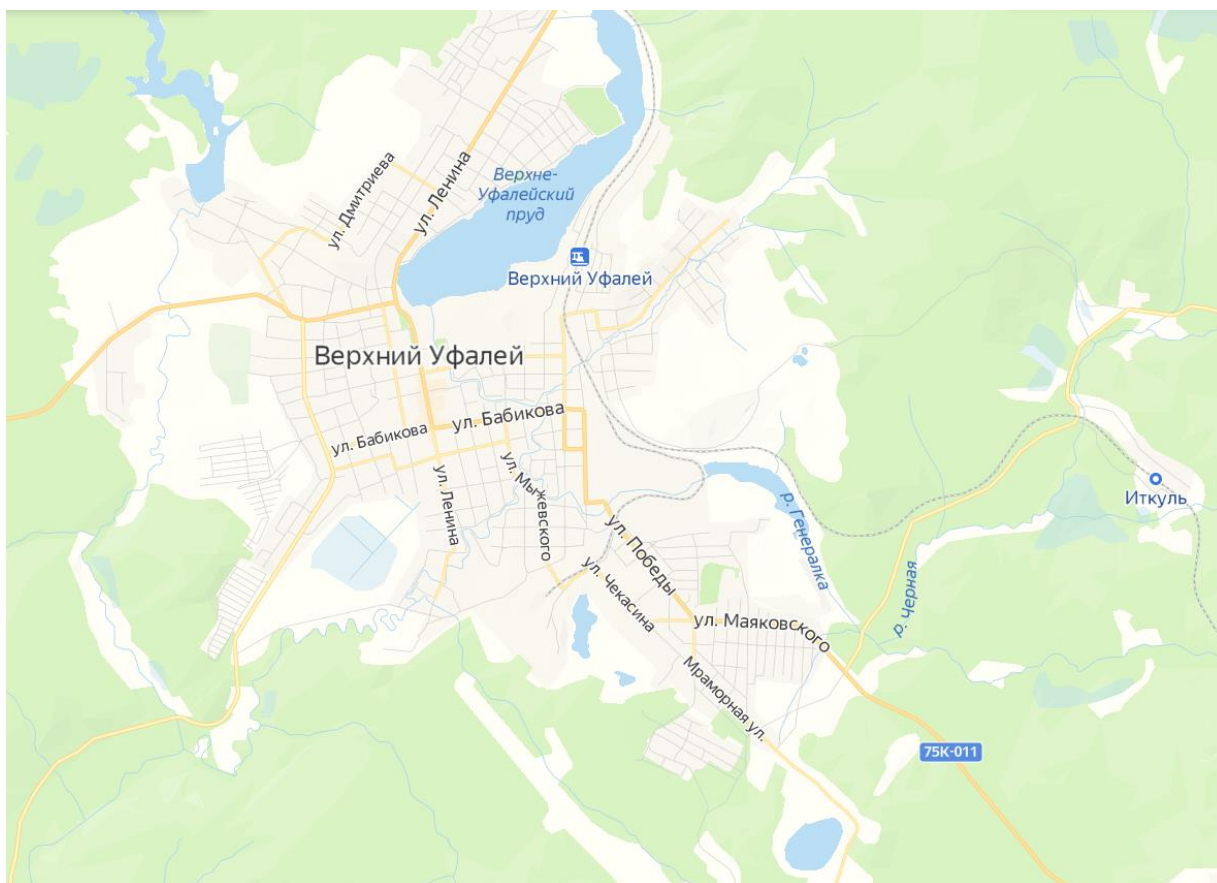 ул. Дмитриева
ул. Ленина
Верхне-
Уфалейский
пруд
Верхний Уфалей
Верхний Уфалей
ул. Бабикова
ул. Бабикова
ул. Ленина
ул. Мыжевского
ул. Победы
р. Генералка
Иткуль
р. Черная
ул. Чекасина
ул. Маяковского
Мраморная ул.
75К-011